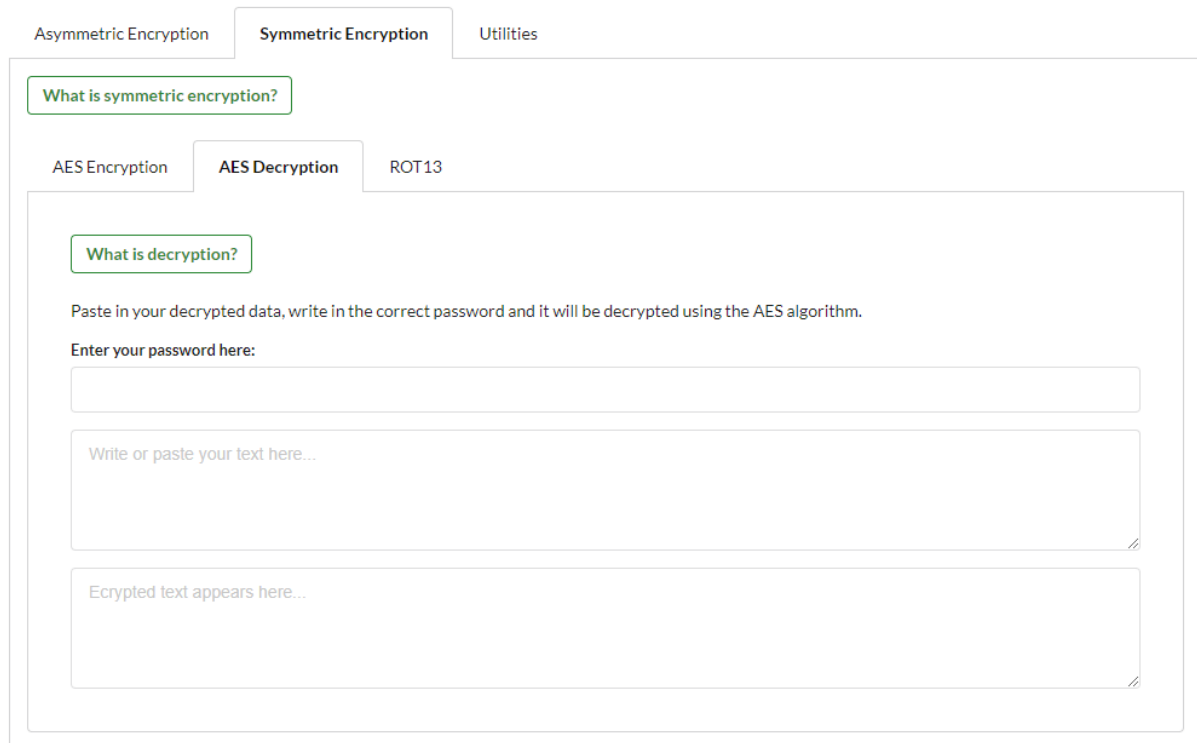 Asymmetric Encryption Symmetric Encryption Utilities
What is symmetric encryption?
AES Encryption AES Decryption ROT13
What is decryption?
Paste in your decrypted data, write in the correct password and it will be decrypted using the AES algorithm.
Enter your password here:
Write or paste your text here...
Ecrypted text appears here...